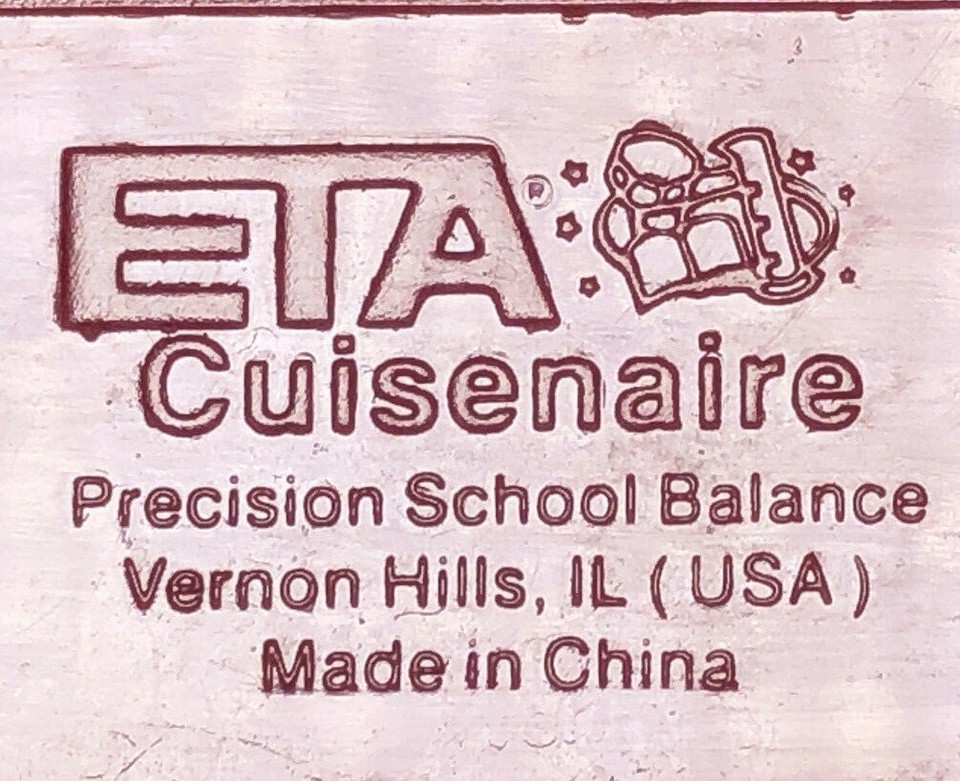 ETA®
Cuisenaire
Precision School Balance
Vernon Hills, IL ( USA )
Made in China